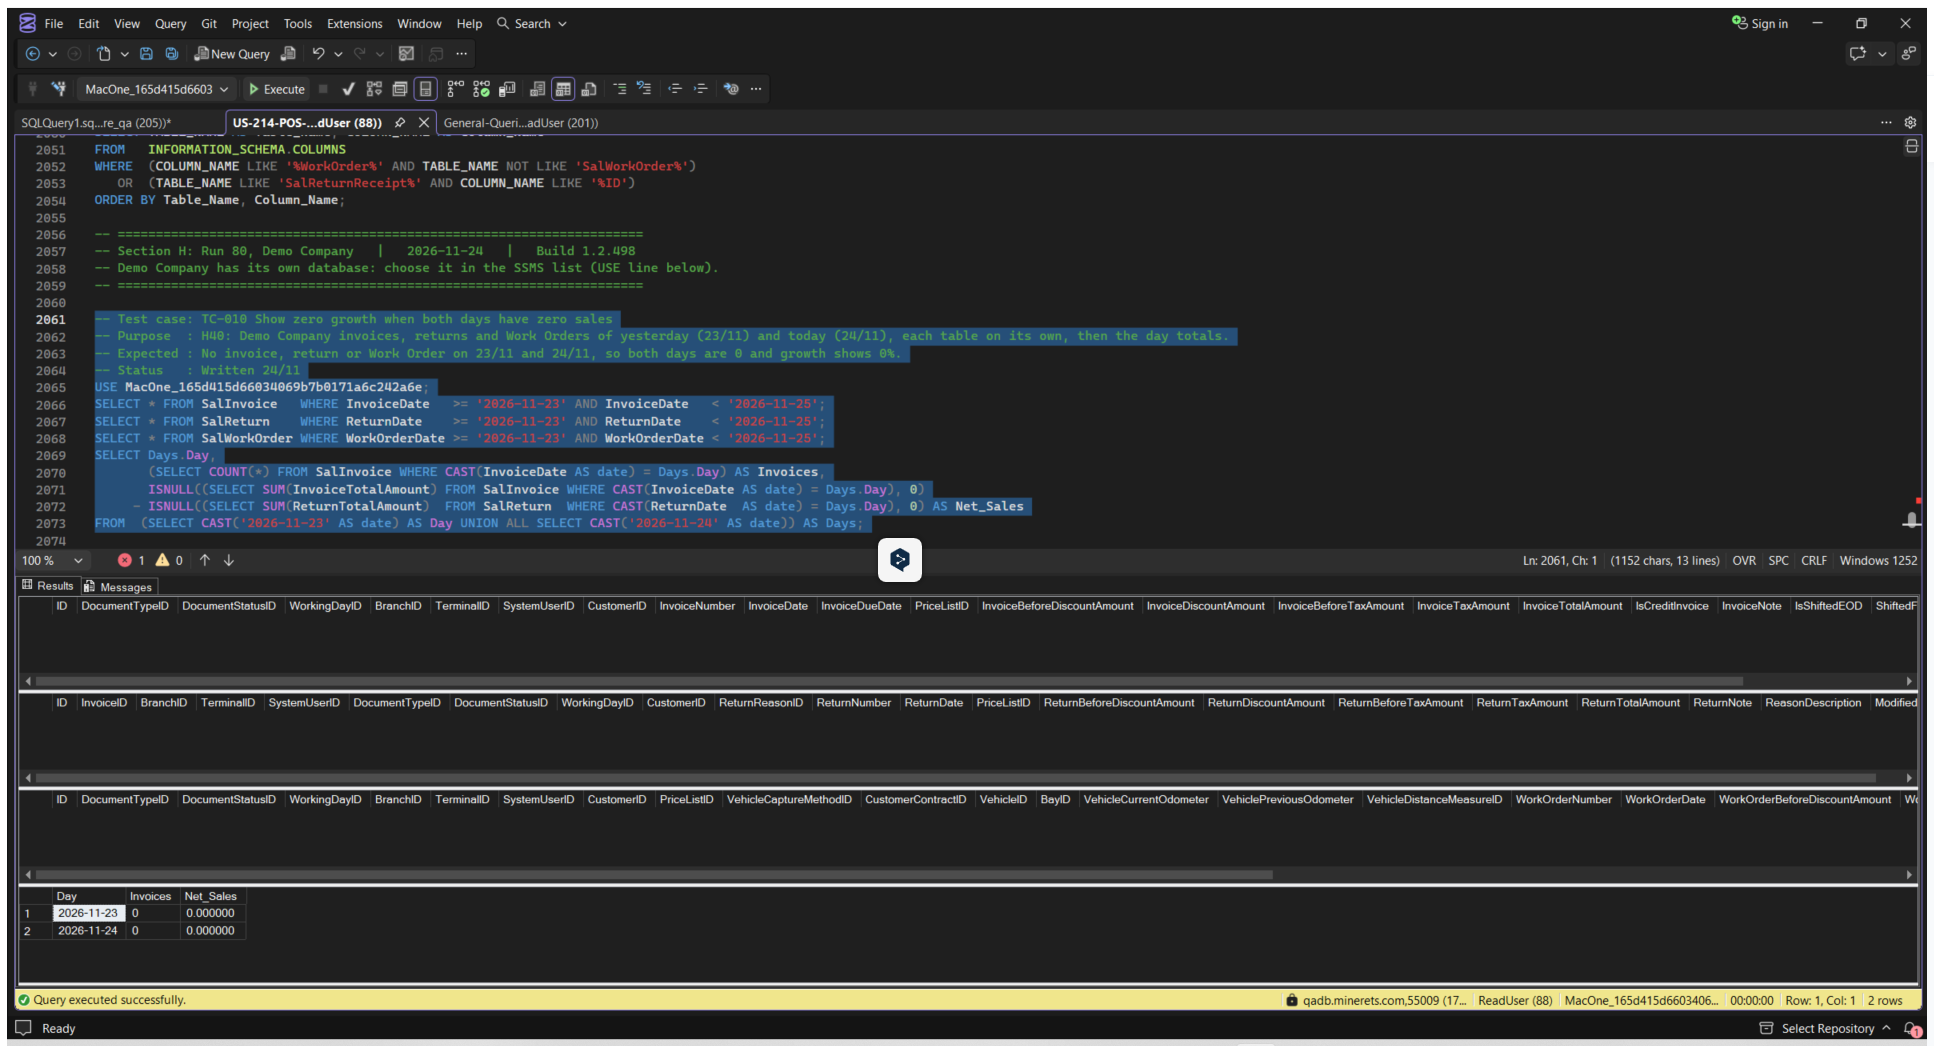 File Edit View Query Git Project Tools Extensions Window Help Search Sign in
New Query
MacOne_165d415d6603 Execute
SQLQuery1.sq...re_qa (205))* US-214-POS-...dUser (88)) General-Queri...adUser (201))
2051 FROM INFORMATION_SCHEMA.COLUMNS
2052 WHERE (COLUMN_NAME LIKE '%WorkOrder%' AND TABLE_NAME NOT LIKE 'SalWorkOrder%')
2053 OR (TABLE_NAME LIKE 'SalReturnReceipt%' AND COLUMN_NAME LIKE '%ID')
2054 ORDER BY Table_Name, Column_Name;
2055
2056 -- =====================================================================
2057 -- Section H: Run 80, Demo Company | 2026-11-24 | Build 1.2.498
2058 -- Demo Company has its own database: choose it in the SSMS list (USE line below).
2059 -- =====================================================================
2060
2061 -- Test case: TC-010 Show zero growth when both days have zero sales
2062 -- Purpose : H40: Demo Company invoices, returns and Work Orders of yesterday (23/11) and today (24/11), each table on its own, then the day totals.
2063 -- Expected : No invoice, return or Work Order on 23/11 and 24/11, so both days are 0 and growth shows 0%.
2064 -- Status : Written 24/11
2065 USE MacOne_165d415d66034069b7b0171a6c242a6e;
2066 SELECT * FROM SalInvoice WHERE InvoiceDate >= '2026-11-23' AND InvoiceDate < '2026-11-25';
2067 SELECT * FROM SalReturn WHERE ReturnDate >= '2026-11-23' AND ReturnDate < '2026-11-25';
2068 SELECT * FROM SalWorkOrder WHERE WorkOrderDate >= '2026-11-23' AND WorkOrderDate < '2026-11-25';
2069 SELECT Days.Day,
2070 (SELECT COUNT(*) FROM SalInvoice WHERE CAST(InvoiceDate AS date) = Days.Day) AS Invoices,
2071 ISNULL((SELECT SUM(InvoiceTotalAmount) FROM SalInvoice WHERE CAST(InvoiceDate AS date) = Days.Day), 0)
2072 - ISNULL((SELECT SUM(ReturnTotalAmount) FROM SalReturn WHERE CAST(ReturnDate AS date) = Days.Day), 0) AS Net_Sales
2073 FROM (SELECT CAST('2026-11-23' AS date) AS Day UNION ALL SELECT CAST('2026-11-24' AS date)) AS Days;
2074
100 % 1 0 Ln: 2061, Ch: 1 (1152 chars, 13 lines) OVR SPC CRLF Windows 1252
Results Messages
ID DocumentTypeID DocumentStatusID WorkingDayID BranchID TerminalID SystemUserID CustomerID InvoiceNumber InvoiceDate InvoiceDueDate PriceListID InvoiceBeforeDiscountAmount InvoiceDiscountAmount InvoiceBeforeTaxAmount InvoiceTaxAmount InvoiceTotalAmount IsCreditInvoice InvoiceNote IsShiftedEOD ShiftedF
ID InvoiceID BranchID TerminalID SystemUserID DocumentTypeID DocumentStatusID WorkingDayID CustomerID ReturnReasonID ReturnNumber ReturnDate PriceListID ReturnBeforeDiscountAmount ReturnDiscountAmount ReturnBeforeTaxAmount ReturnTaxAmount ReturnTotalAmount ReturnNote ReasonDescription Modified
ID DocumentTypeID DocumentStatusID WorkingDayID BranchID TerminalID SystemUserID CustomerID PriceListID VehicleCaptureMethodID CustomerContractID VehicleID BayID VehicleCurrentOdometer VehiclePreviousOdometer VehicleDistanceMeasureID WorkOrderNumber WorkOrderDate WorkOrderBeforeDiscountAmount
Day Invoices Net_Sales
1 2026-11-23 0 0.000000
2 2026-11-24 0 0.000000
Query executed successfully. qadb.minerets.com,55009 (17... ReadUser (88) MacOne_165d415d6603406... 00:00:00 Row: 1, Col: 1 2 rows
Ready Select Repository 1